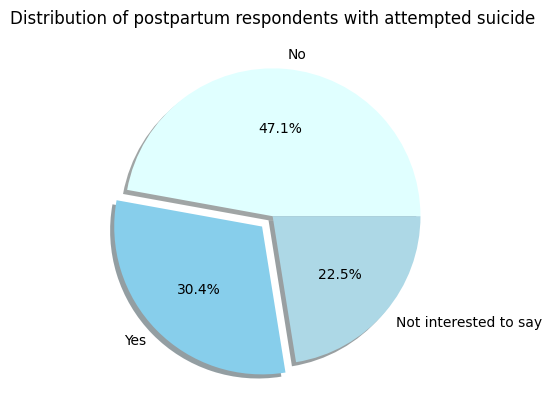 Distribution of postpartum respondents with attempted suicide
No
47.1%
30.4%
22.5%
Yes
Not interested to say